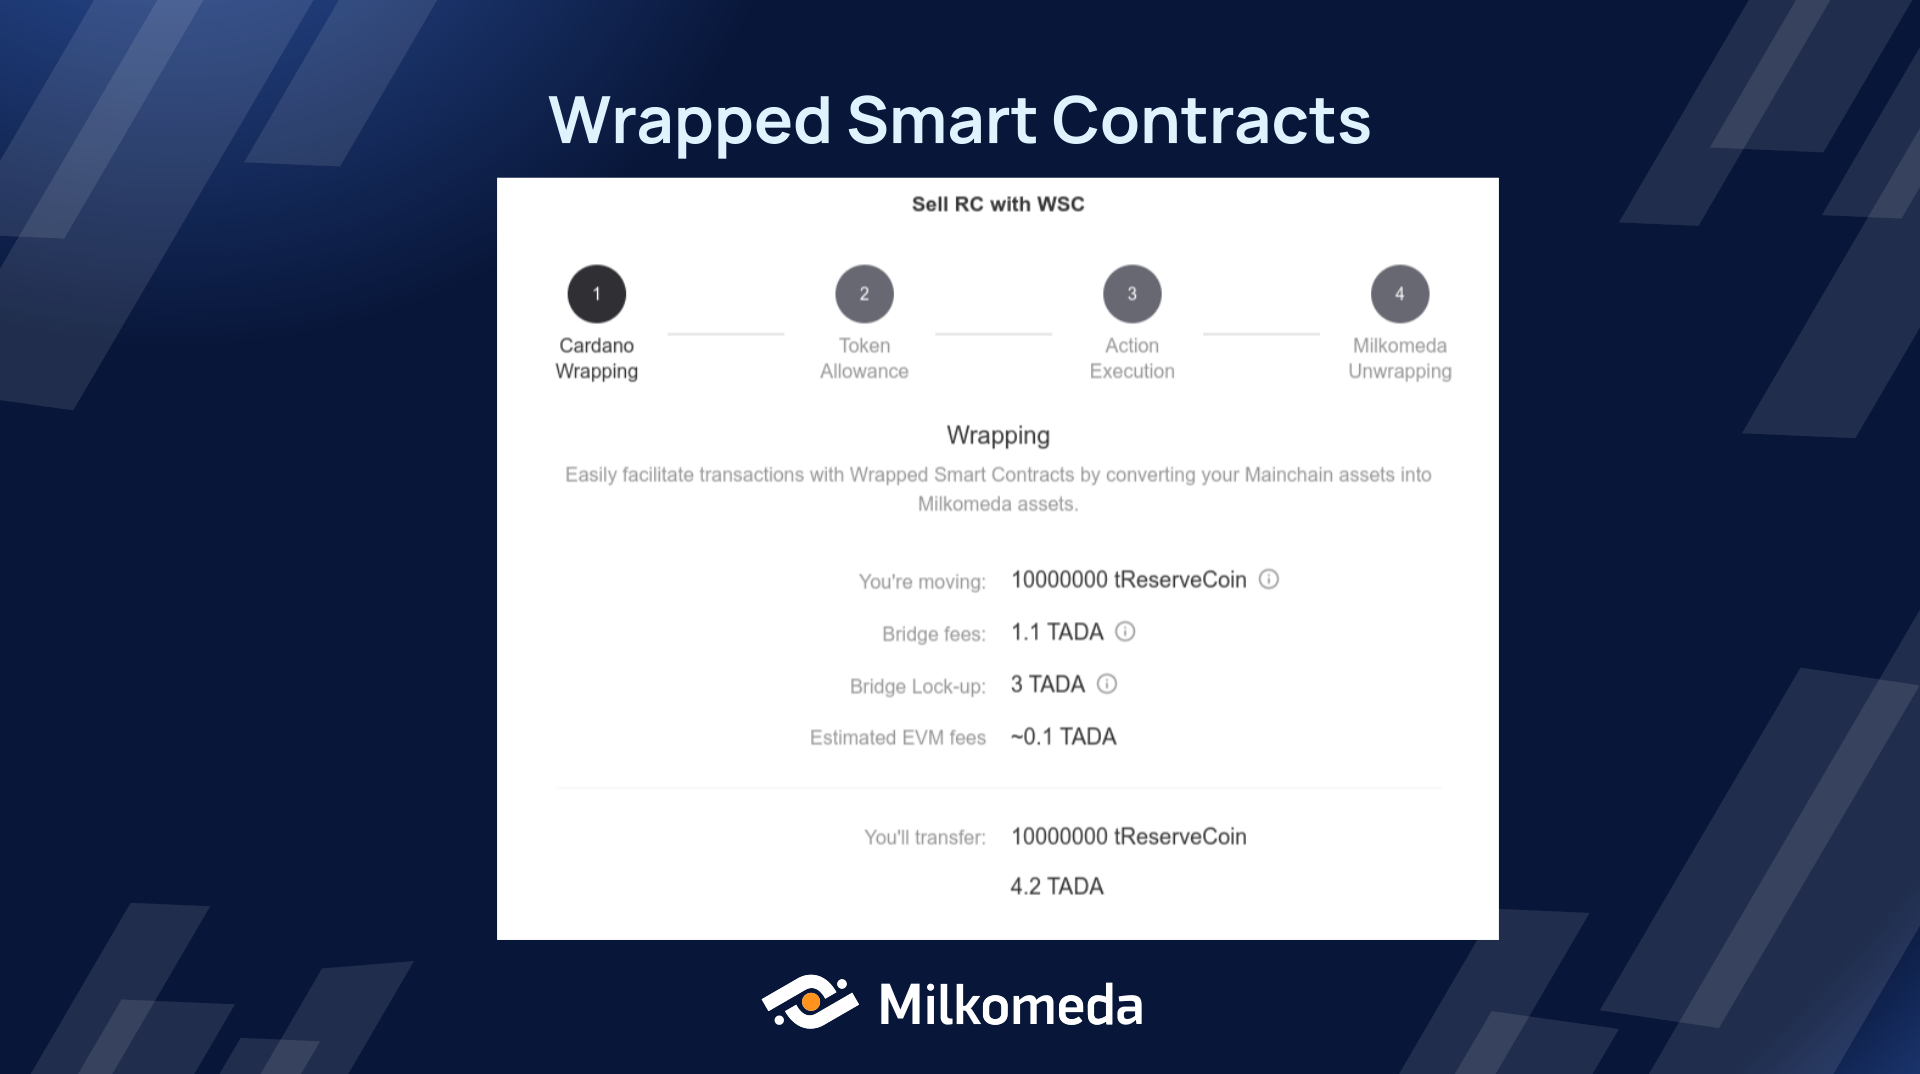 Wrapped Smart Contracts
Sell RC with WSC
1
Cardano
Wrapping
2
Token
Allowance
3
Action
Execution
4
Milkomeda
Unwrapping
Wrapping
Easily facilitate transactions with Wrapped Smart Contracts by converting your Mainchain assets into
Milkomeda assets.
You're moving: 10000000 tReserveCoin
Bridge fees: 1.1 TADA
Bridge Lock-up: 3 TADA
Estimated EVM fees ~0.1 TADA
You'll transfer: 10000000 tReserveCoin
4.2 TADA
Milkomeda